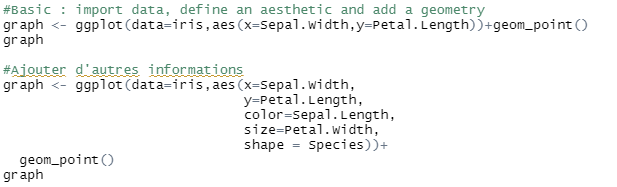 #Basic : import data, define an aesthetic and add a geometry
graph <- ggplot(data=iris,aes(x=Sepal.Width,y=Petal.Length))+geom_point()
graph
#Ajouter d'autres informations
graph <- ggplot(data=iris,aes(x=Sepal.Width,
y=Petal.Length,
color=Sepal.Length,
size=Petal.Width,
shape = Species))+
geom_point()
graph